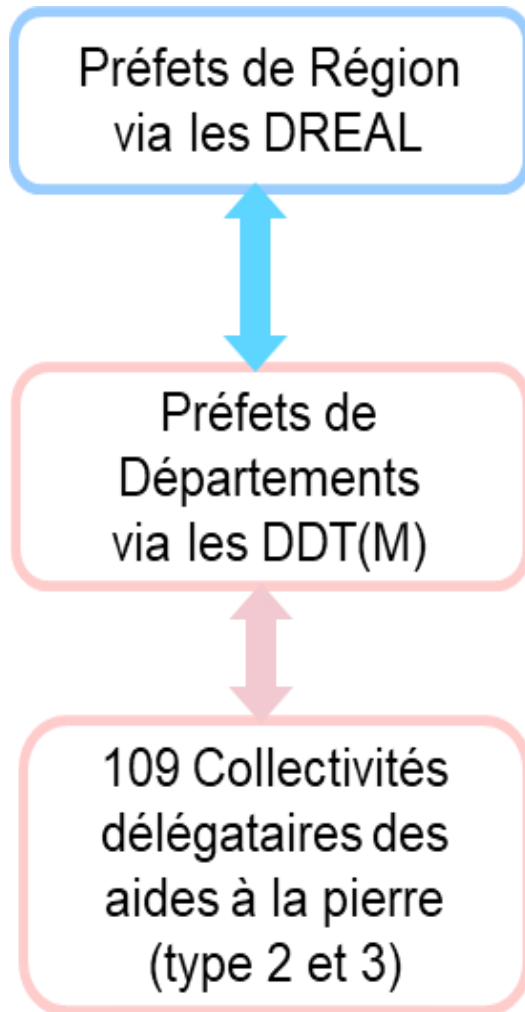 Préfets de Région
via les DREAL
Préfets de
Départements
via les DDT(M)
109 Collectivités
délégataires des
aides à la pierre
(type 2 et 3)